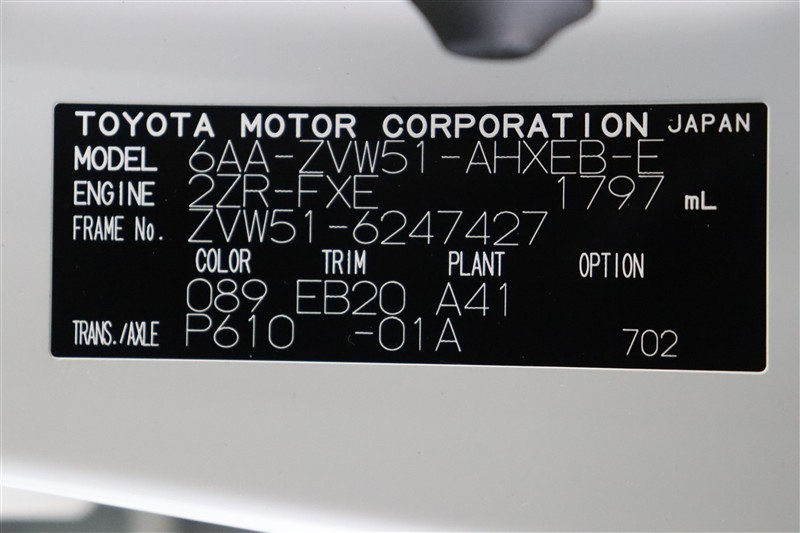 TOYOTA MOTOR CORPORATION JAPAN
MODEL 6AA-ZVW51-AHXEB-E
ENGINE 2ZR-FXE 1797 mL
FRAME No. ZVW51-6247427
COLOR TRIM PLANT OPTION
089 EB20 A41
TRANS./AXLE P610 -01A 702